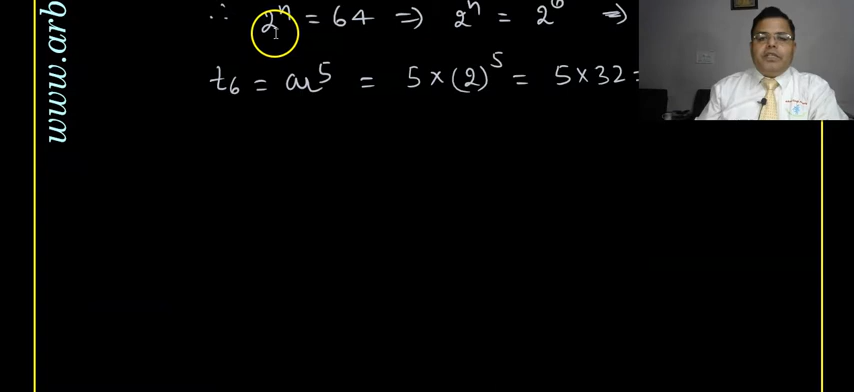 ∴ 2ⁿ = 64 ⇒ 2ⁿ = 2⁶ ⇒
t₆ = ar⁵ = 5 × (2)⁵ = 5 × 32 =
www.arb